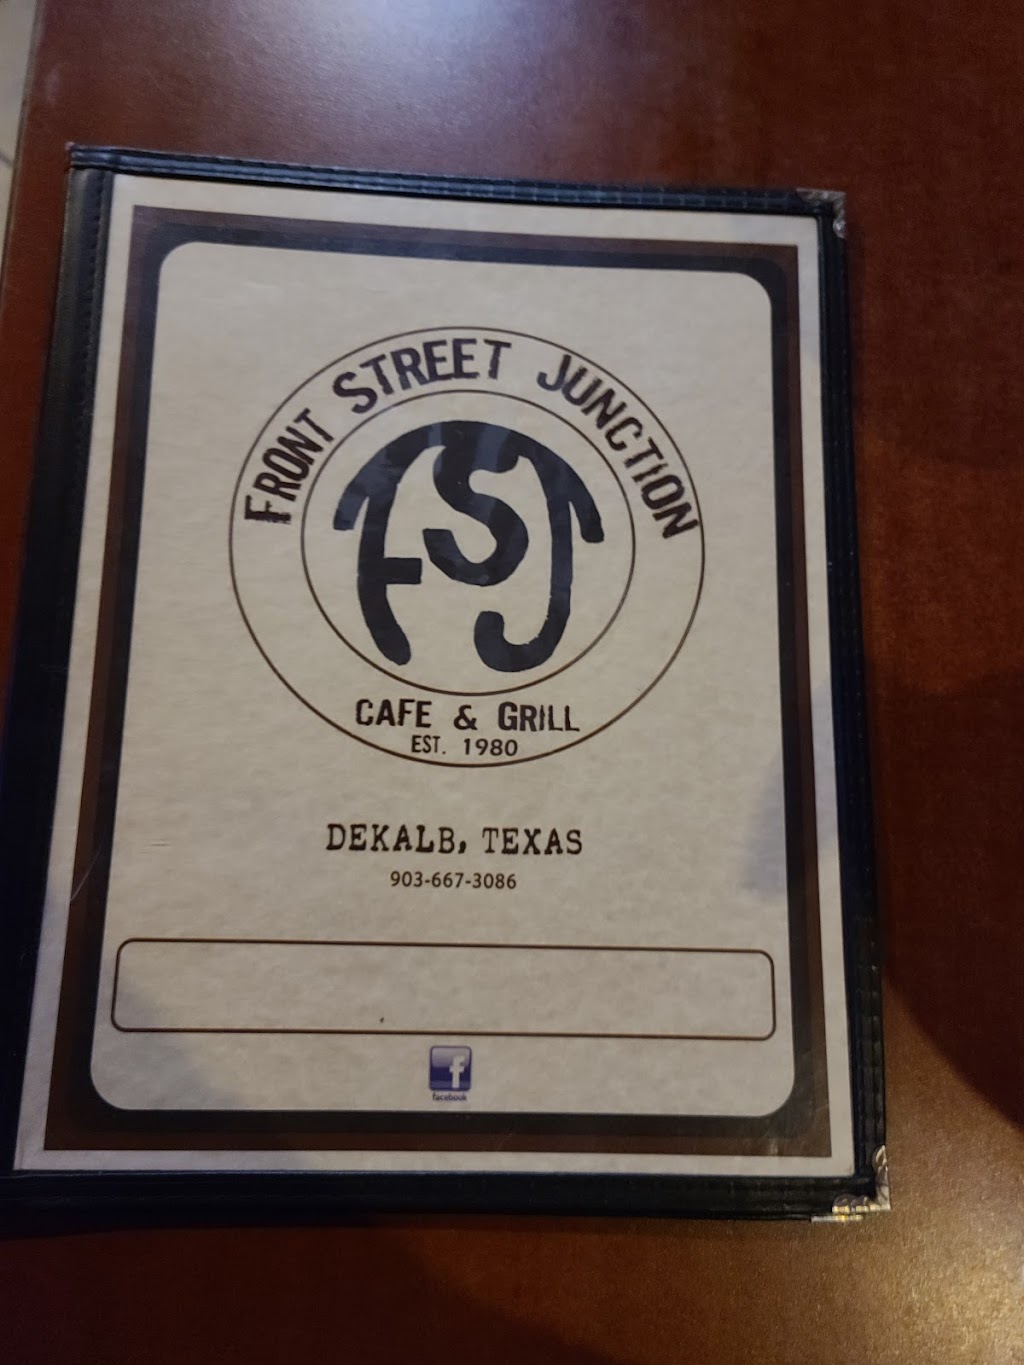 FRONT STREET JUNCTION
FSJ
CAFE & GRILL
EST. 1980
DEKALB, TEXAS
903-667-3086
f
facebook